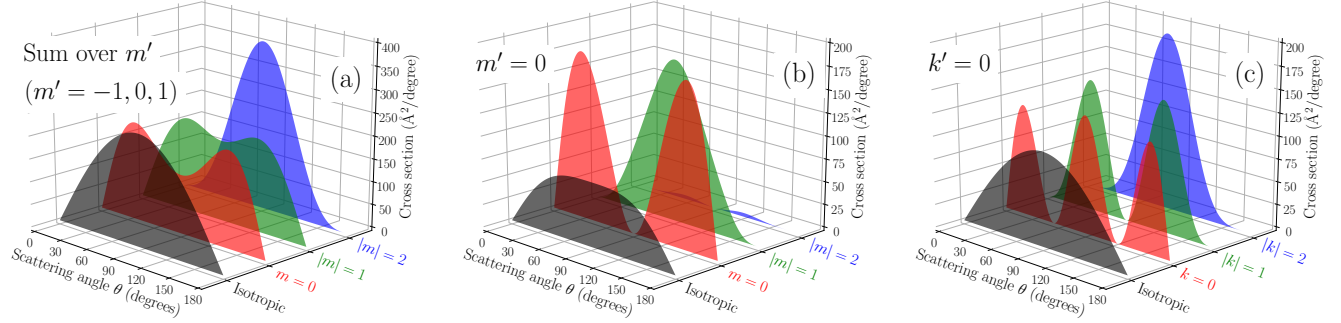 Sum over m′
(m′ = −1, 0, 1)
(a)
400
350
300
250
200
150
100
50
0
Cross section (Å²/degree)
0
30
60
90
120
150
180
Scattering angle θ (degrees)
Isotropic
m = 0
|m| = 1
|m| = 2
m′ = 0
(b)
200
175
150
125
100
75
50
25
0
Cross section (Å²/degree)
0
30
60
90
120
150
180
Scattering angle θ (degrees)
Isotropic
m = 0
|m| = 1
|m| = 2
k′ = 0
(c)
200
175
150
125
100
75
50
25
0
Cross section (Å²/degree)
0
30
60
90
120
150
180
Scattering angle θ (degrees)
Isotropic
k = 0
|k| = 1
|k| = 2